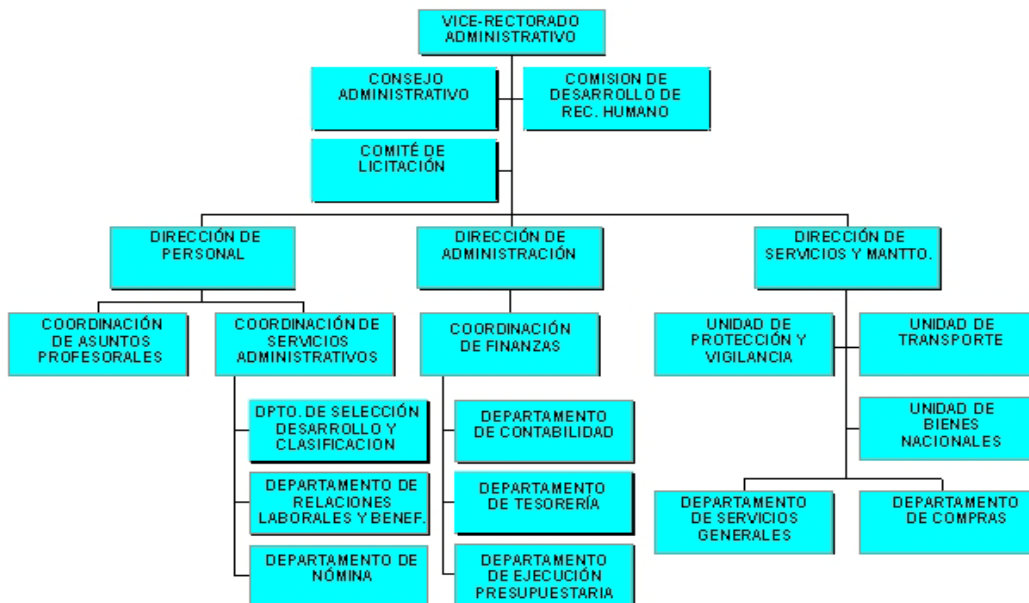 VICE-RECTORADO
ADMINISTRATIVO
CONSEJO
ADMINISTRATIVO
COMISION DE
DESARROLLO DE
REC. HUMANO
COMITÉ DE
LICITACIÓN
DIRECCIÓN DE
PERSONAL
DIRECCIÓN DE
ADMINISTRACIÓN
DIRECCIÓN DE
SERVICIOS Y MANTTO.
COORDINACIÓN
DE ASUNTOS
PROFESORALES
COORDINACIÓN DE
SERVICIOS
ADMINISTRATIVOS
COORDINACIÓN
DE FINANZAS
UNIDAD DE
PROTECCIÓN Y
VIGILANCIA
UNIDAD DE
TRANSPORTE
DPTO. DE SELECCIÓN
DESARROLLO Y
CLASIFICACION
DEPARTAMENTO
DE CONTABILIDAD
UNIDAD DE
BIENES
NACIONALES
DEPARTAMENTO DE
RELACIONES
LABORALES Y BENEF.
DEPARTAMENTO
DE TESORERÍA
DEPARTAMENTO
DE SERVICIOS
GENERALES
DEPARTAMENTO
DE COMPRAS
DEPARTAMENTO DE
NÓMINA
DEPARTAMENTO
DE EJECUCIÓN
PRESUPUESTARIA